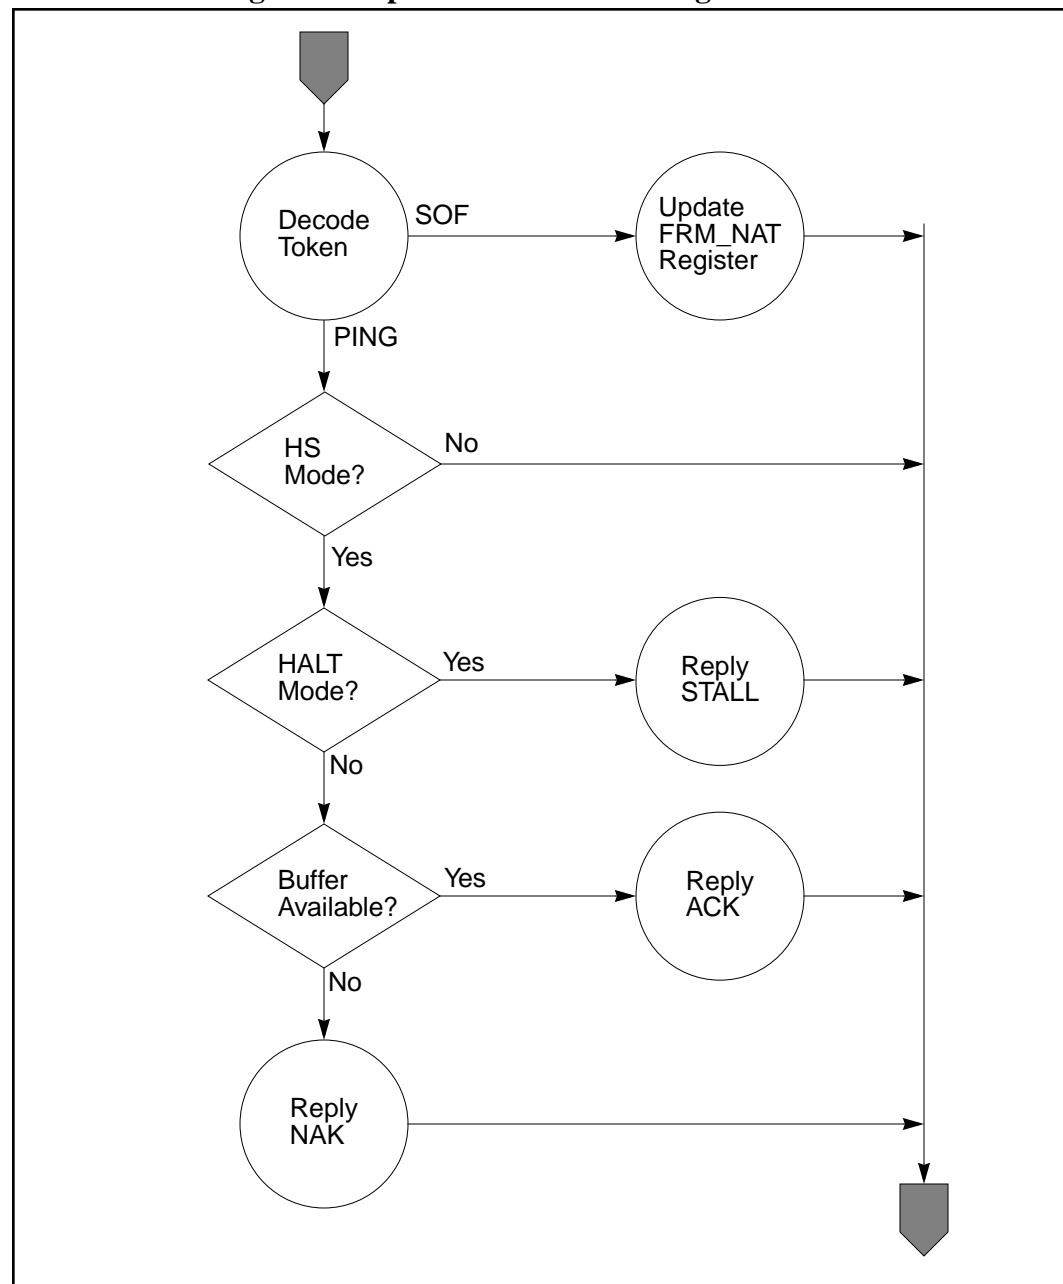 Decode
Token
SOF
Update
FRM_NAT
Register
PING
HS
Mode?
No
Yes
HALT
Mode?
Yes
Reply
STALL
No
Buffer
Available?
Yes
Reply
ACK
No
Reply
NAK